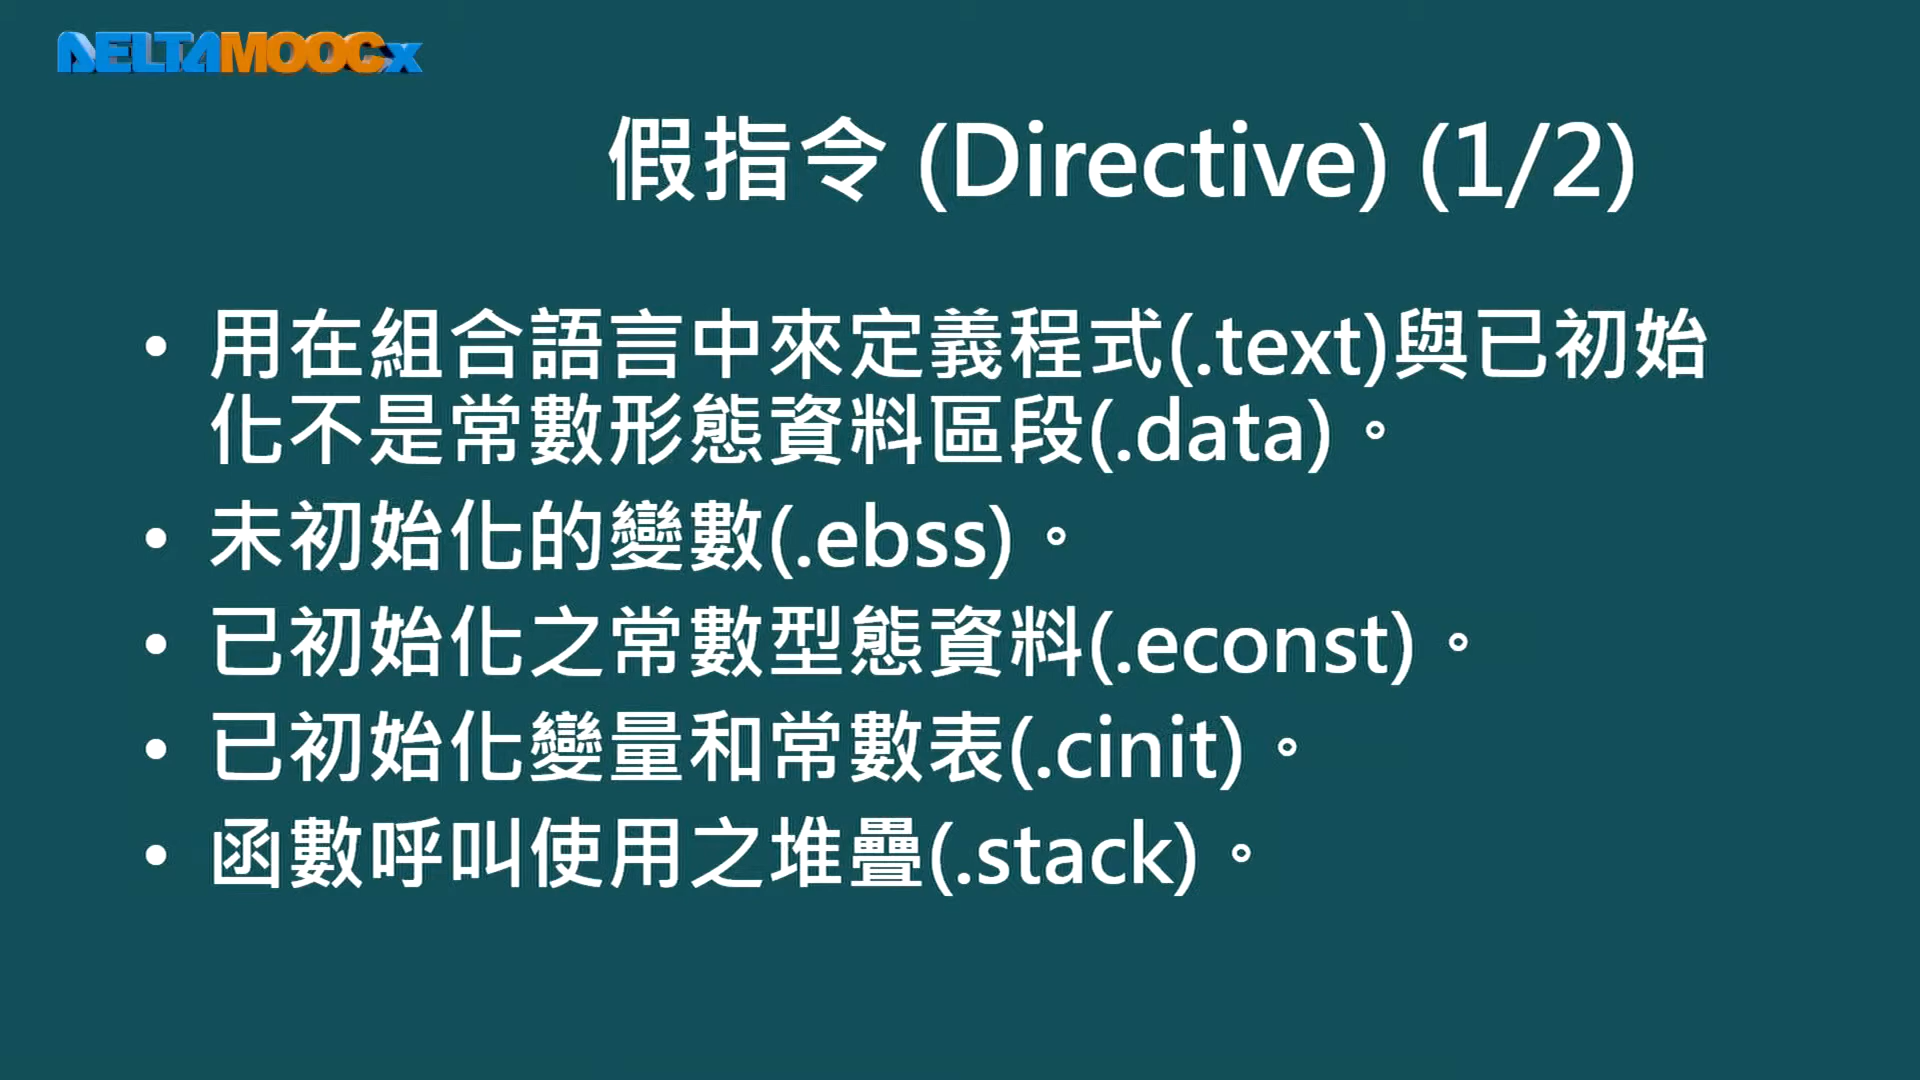 DELTAMOOCx
假指令 (Directive) (1/2)
• 用在組合語言中來定義程式(.text)與已初始
化不是常數形態資料區段(.data)。
• 未初始化的變數(.ebss)。
• 已初始化之常數型態資料(.econst)。
• 已初始化變量和常數表(.cinit)。
• 函數呼叫使用之堆疊(.stack)。